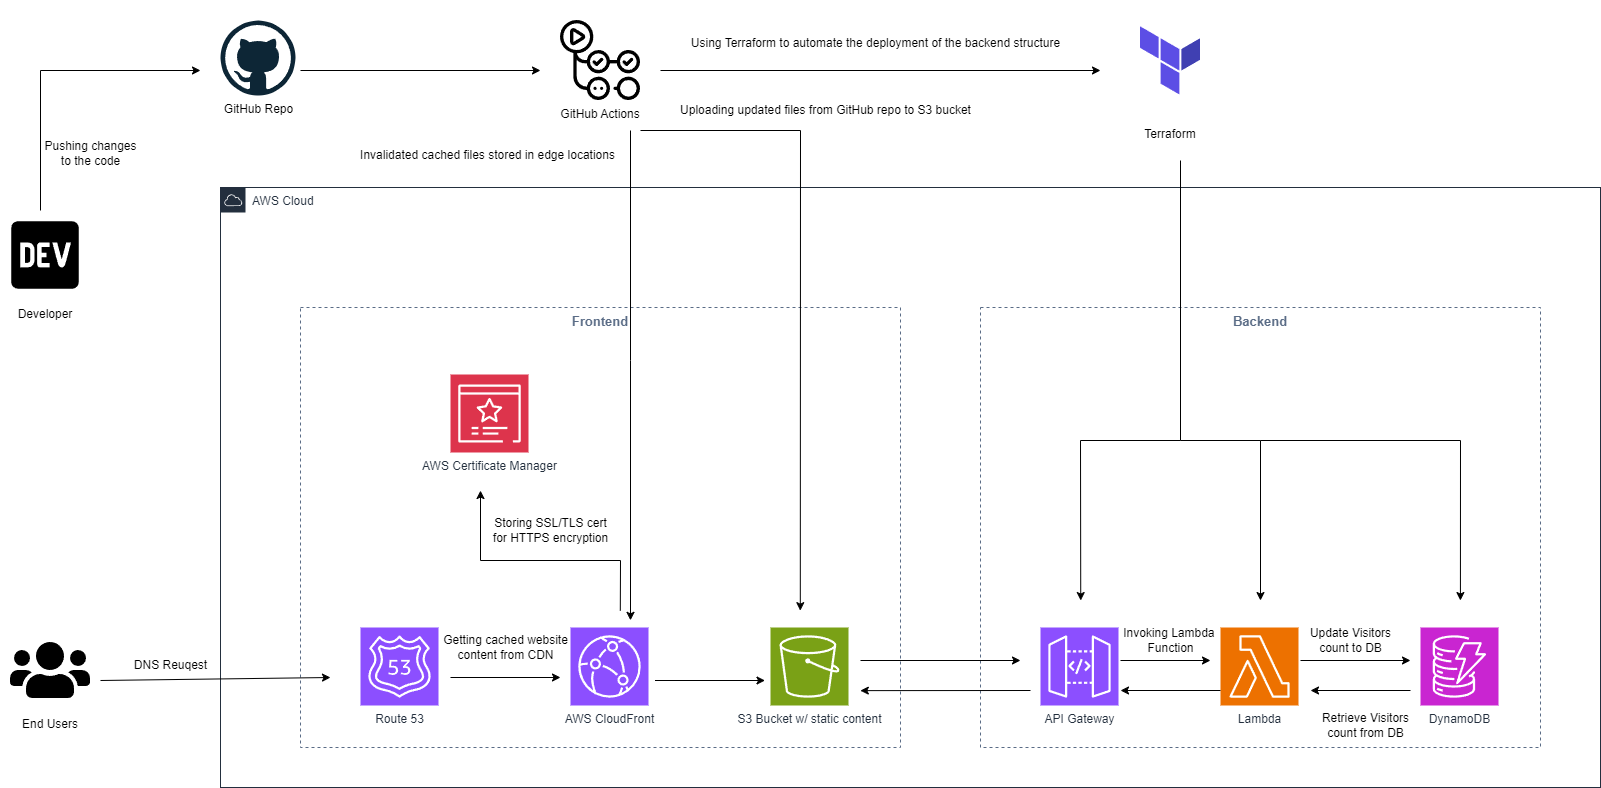 Using Terraform to automate the deployment of the backend structure
GitHub Repo
GitHub Actions
Uploading updated files from GitHub repo to S3 bucket
Terraform
Pushing changes
to the code
Invalidated cached files stored in edge locations
AWS Cloud
DEV
Developer
Frontend
Backend
AWS Certificate Manager
Storing SSL/TLS cert
for HTTPS encryption
DNS Reuqest
End Users
53
Route 53
Getting cached website
content from CDN
AWS CloudFront
S3 Bucket w/ static content
</>
API Gateway
Invoking Lambda
Function
Lambda
Update Visitors
count to DB
Retrieve Visitors
count from DB
DynamoDB